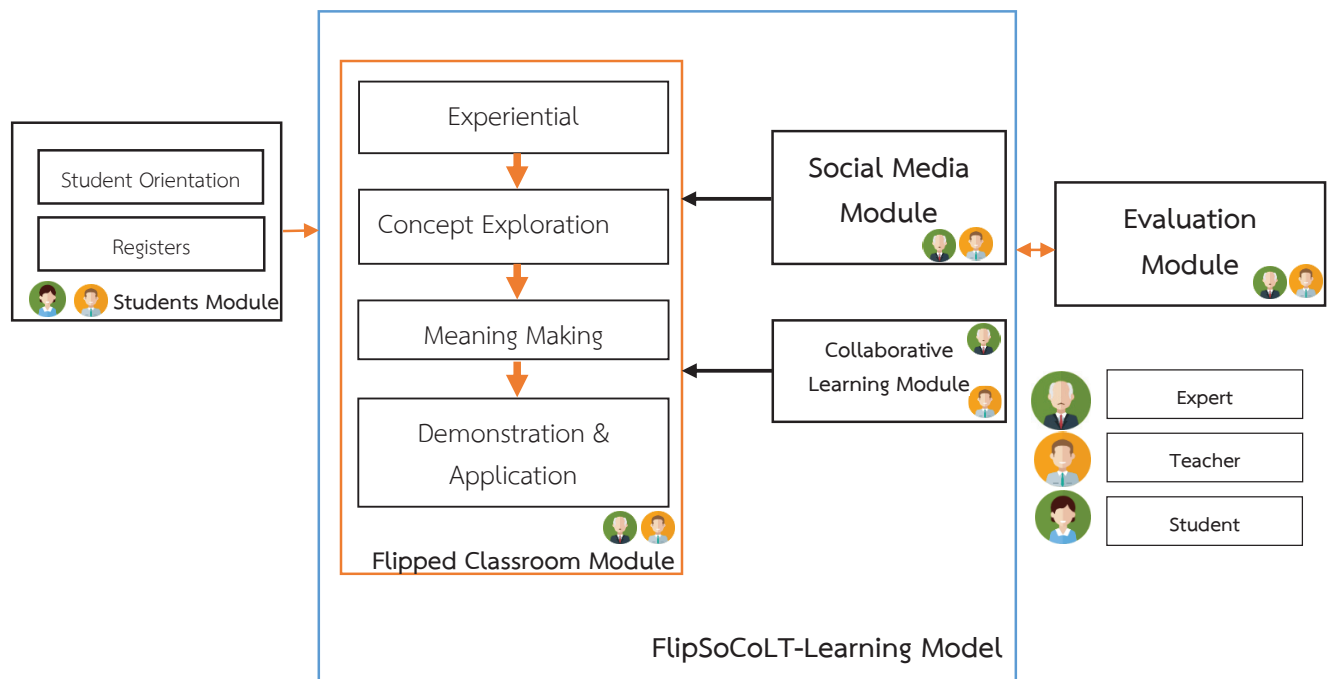 Student Orientation
Registers
Students Module
Experiential
Concept Exploration
Meaning Making
Demonstration &
Application
Flipped Classroom Module
Social Media
Module
Collaborative
Learning Module
FlipSoCoLT-Learning Model
Evaluation
Module
Expert
Teacher
Student